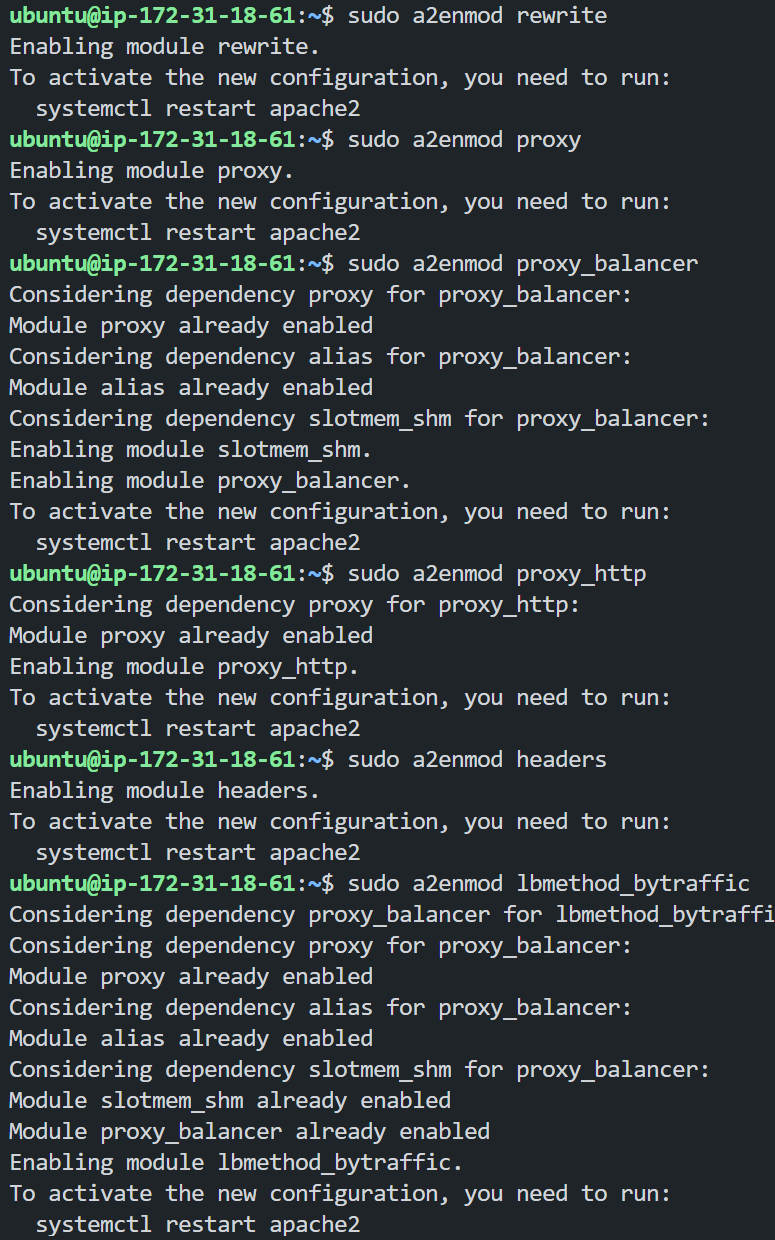 ubuntu@ip-172-31-18-61:~$ sudo a2enmod rewrite
Enabling module rewrite.
To activate the new configuration, you need to run:
  systemctl restart apache2
ubuntu@ip-172-31-18-61:~$ sudo a2enmod proxy
Enabling module proxy.
To activate the new configuration, you need to run:
  systemctl restart apache2
ubuntu@ip-172-31-18-61:~$ sudo a2enmod proxy_balancer
Considering dependency proxy for proxy_balancer:
Module proxy already enabled
Considering dependency alias for proxy_balancer:
Module alias already enabled
Considering dependency slotmem_shm for proxy_balancer:
Enabling module slotmem_shm.
Enabling module proxy_balancer.
To activate the new configuration, you need to run:
  systemctl restart apache2
ubuntu@ip-172-31-18-61:~$ sudo a2enmod proxy_http
Considering dependency proxy for proxy_http:
Module proxy already enabled
Enabling module proxy_http.
To activate the new configuration, you need to run:
  systemctl restart apache2
ubuntu@ip-172-31-18-61:~$ sudo a2enmod headers
Enabling module headers.
To activate the new configuration, you need to run:
  systemctl restart apache2
ubuntu@ip-172-31-18-61:~$ sudo a2enmod lbmethod_bytraffic
Considering dependency proxy_balancer for lbmethod_bytraffi
Considering dependency proxy for proxy_balancer:
Module proxy already enabled
Considering dependency alias for proxy_balancer:
Module alias already enabled
Considering dependency slotmem_shm for proxy_balancer:
Module slotmem_shm already enabled
Module proxy_balancer already enabled
Enabling module lbmethod_bytraffic.
To activate the new configuration, you need to run:
  systemctl restart apache2